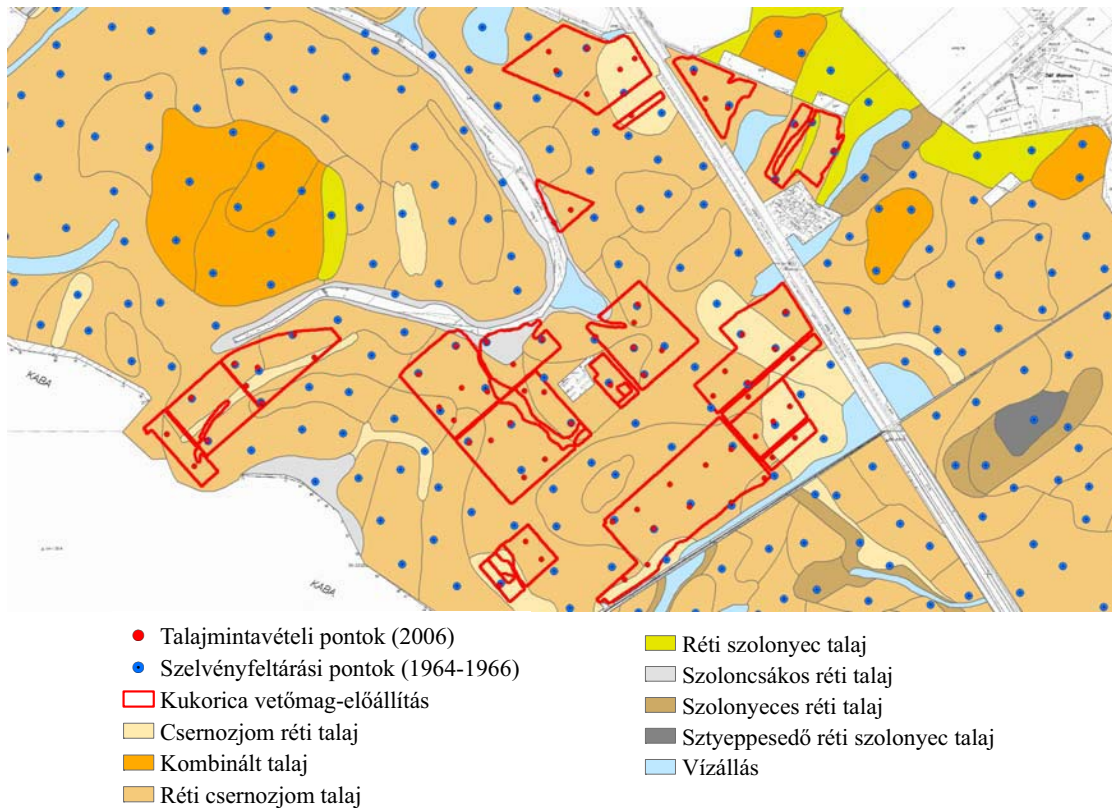 KABA
KABA
Talajmintavételi pontok (2006)
Szelvényfeltárási pontok (1964-1966)
Kukorica vetőmag-előállítás
Csernozjom réti talaj
Kombinált talaj
Réti csernozjom talaj
Réti szolonyec talaj
Szoloncsákos réti talaj
Szolonyeces réti talaj
Sztyeppesedő réti szolonyec talaj
Vízállás